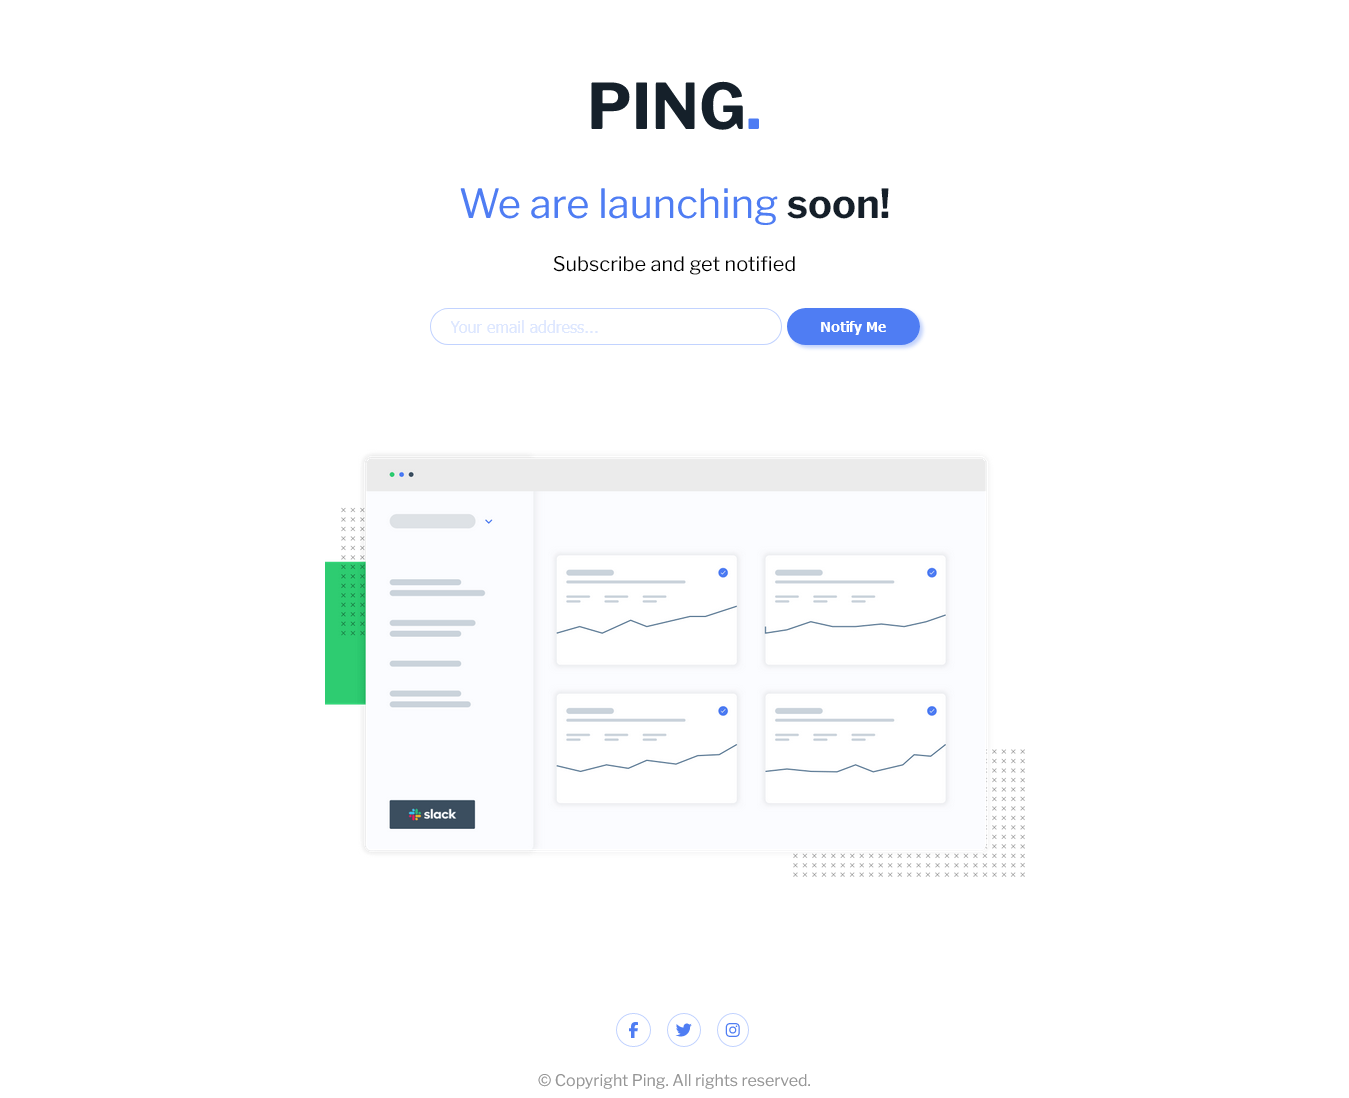 PING.
We are launching soon!
Subscribe and get notified
Your email address...
Notify Me
slack
© Copyright Ping. All rights reserved.